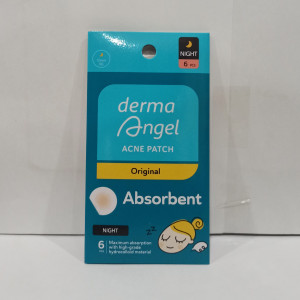 NIGHT
6 PCS
derma
Angel
ACNE PATCH
Original
Absorbent
NIGHT
6
Maximum absorption
with high-grade
hydrocolloid material